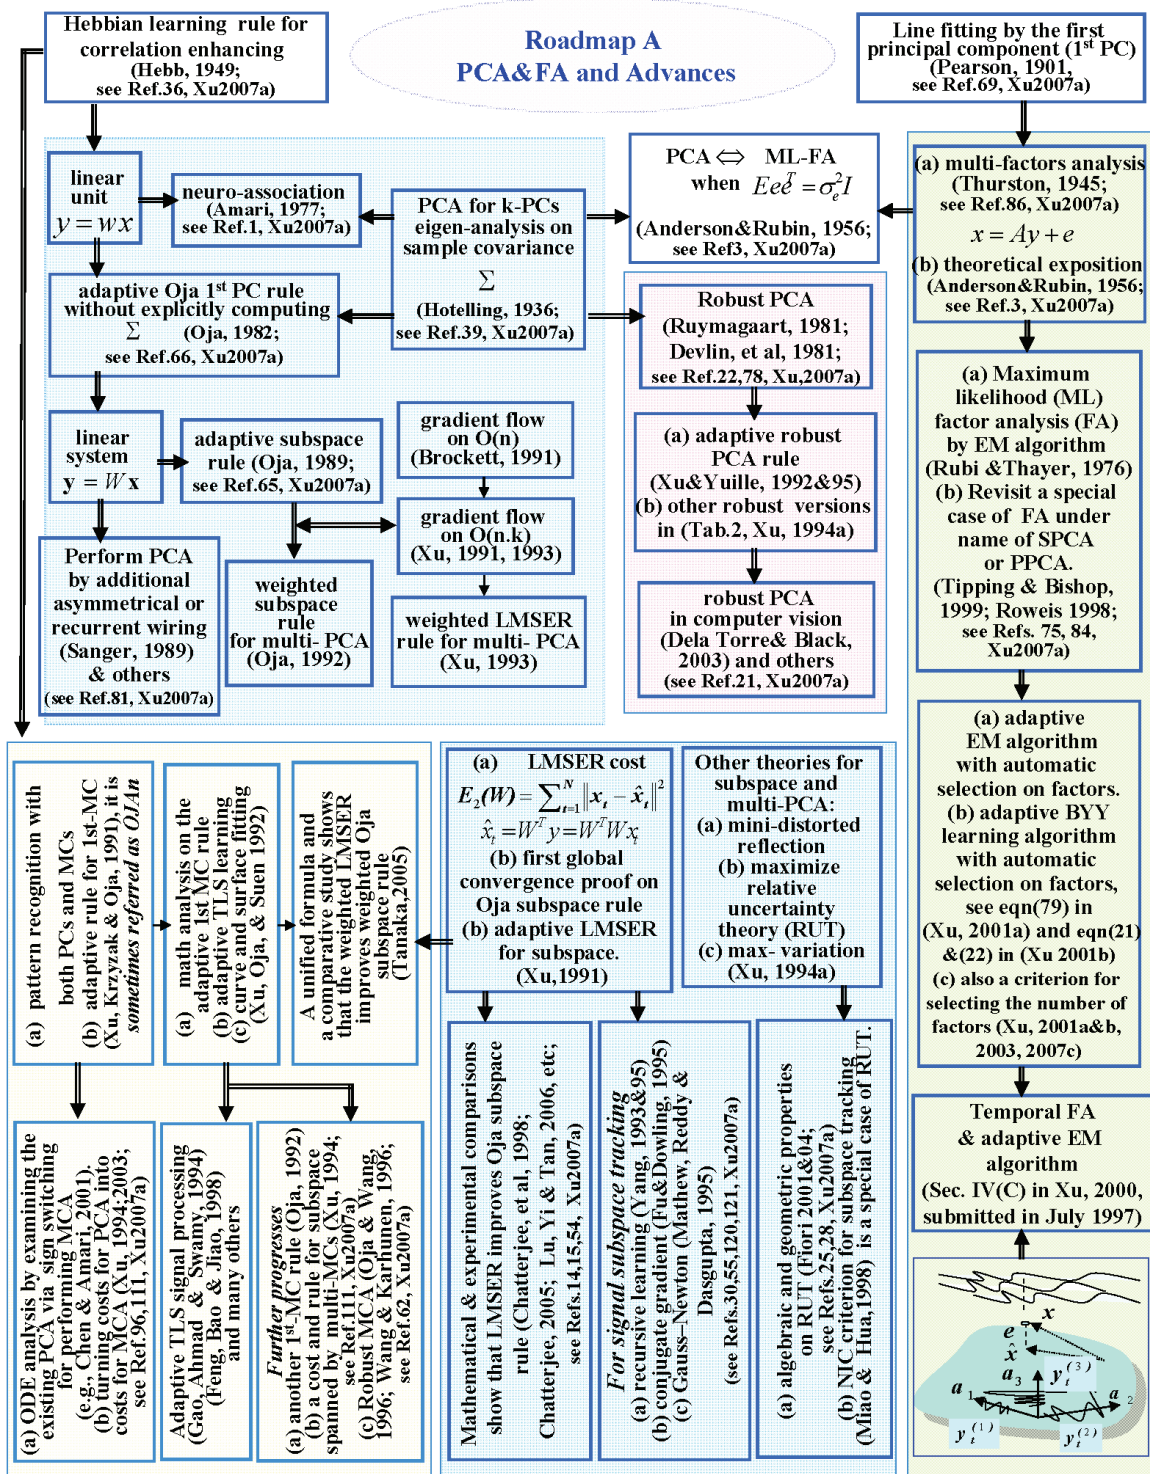 Roadmap A
PCA&FA and Advances
Hebbian learning rule for
correlation enhancing
(Hebb, 1949;
see Ref.36, Xu2007a)
Line fitting by the first
principal component (1st PC)
(Pearson, 1901,
see Ref.69, Xu2007a)
linear
unit
y = wx
neuro-association
(Amari, 1977;
see Ref.1, Xu2007a)
PCA for k-PCs
eigen-analysis on
sample covariance
Σ
(Hotelling, 1936;
see Ref.39, Xu2007a)
PCA ⇔ ML-FA
when Eee^T = σ_e^2 I
(Anderson&Rubin, 1956;
see Ref3, Xu2007a)
(a) multi-factors analysis
(Thurston, 1945;
see Ref.86, Xu2007a)
x = Ay + e
(b) theoretical exposition
(Anderson&Rubin, 1956;
see Ref.3, Xu2007a)
adaptive Oja 1st PC rule
without explicitly computing
Σ (Oja, 1982;
see Ref.66, Xu2007a)
Robust PCA
(Ruymagaart, 1981;
Devlin, et al, 1981;
see Ref.22,78, Xu,2007a)
linear
system
y = Wx
adaptive subspace
rule (Oja, 1989;
see Ref.65, Xu2007a)
gradient flow
on O(n)
(Brockett, 1991)
gradient flow
on O(n.k)
(Xu, 1991, 1993)
Perform PCA
by additional
asymmetrical or
recurrent wiring
(Sanger, 1989)
& others
(see Ref.81, Xu2007a)
weighted
subspace
rule
for multi- PCA
(Oja, 1992)
weighted LMSER
rule for multi- PCA
(Xu, 1993)
(a) adaptive robust
PCA rule
(Xu&Yuille, 1992&95)
(b) other robust versions
in (Tab.2, Xu, 1994a)
robust PCA
in computer vision
(Dela Torre& Black,
2003) and others
(see Ref.21, Xu2007a)
(a) Maximum
likelihood (ML)
factor analysis (FA)
by EM algorithm
(Rubi &Thayer, 1976)
(b) Revisit a special
case of FA under
name of SPCA
or PPCA.
(Tipping & Bishop,
1999; Roweis 1998;
see Refs. 75, 84,
Xu2007a)
(a) adaptive
EM algorithm
with automatic
selection on factors.
(b) adaptive BYY
learning algorithm
with automatic
selection on factors,
see eqn(79) in
(Xu, 2001a) and eqn(21)
&(22) in (Xu 2001b)
(c) also a criterion for
selecting the number of
factors (Xu, 2001a&b,
2003, 2007c)
Temporal FA
& adaptive EM
algorithm
(Sec. IV(C) in Xu, 2000,
submitted in July 1997)
(a) pattern recognition with
both PCs and MCs
(b) adaptive rule for 1st-MC
(Xu, Krzyzak & Oja, 1991), it is
sometimes referred as OJAn
(a) math analysis on the
adaptive 1st MC rule
(b) adaptive TLS learning
(c) curve and surface fitting
(Xu, Oja, & Suen 1992)
A unified formula and
a comparative study shows
that the weighted LMSER
improves weighted Oja
subspace rule
(Tanaka,2005)
(a) LMSER cost
E_2(W) = ∑_{t=1}^N ||x_t − x̂_t||^2
x̂_t = W^T y = W^T W x_t
(b) first global
convergence proof on
Oja subspace rule
(b) adaptive LMSER
for subspace.
(Xu,1991)
Other theories for
subspace and
multi-PCA:
(a) mini-distorted
reflection
(b) maximize
relative
uncertainty
theory (RUT)
(c) max- variation
(Xu, 1994a)
(a) ODE analysis by examining the
existing PCA via sign switching
for performing MCA
(e.g., Chen & Amari, 2001).
(b) turning costs for PCA into
costs for MCA (Xu, 1994;2003;
see Ref.96,111, Xu2007a)
Adaptive TLS signal processing
(Gao, Ahmad & Swamy, 1994)
(Feng, Bao & Jiao, 1998)
and many others
Further progresses
(a) another 1st-MC rule (Oja, 1992)
(b) a cost and rule for subspace
spanned by multi-MCs (Xu, 1994;
see Ref.111, Xu2007a)
(c) Robust MCA (Oja & Wang,
1996; Wang & Karhunen, 1996;
see Ref.62, Xu2007a)
Mathematical & experimental comparisons
show that LMSER improves Oja subspace
rule (Chatterjee, et al, 1998;
Chatterjee, 2005; Lu, Yi & Tan, 2006, etc;
see Refs.14,15,54, Xu2007a)
For signal subspace tracking
(a) recursive learning (Yang, 1993&95)
(b) conjugate gradient (Fu&Dowling, 1995)
(c) Gauss–Newton (Mathew, Reddy &
Dasgupta, 1995)
(see Refs.30,55,120,121, Xu2007a)
(a) algebraic and geometric properties
on RUT (Fiori 2001&04;
see Refs.25,28, Xu2007a)
(b) NIC criterion for subspace tracking
(Miao & Hua,1998) is a special case of RUT.
x
e
x̂
a_3
y_t^(3)
a_1
a_2
y_t^(1)
y_t^(2)